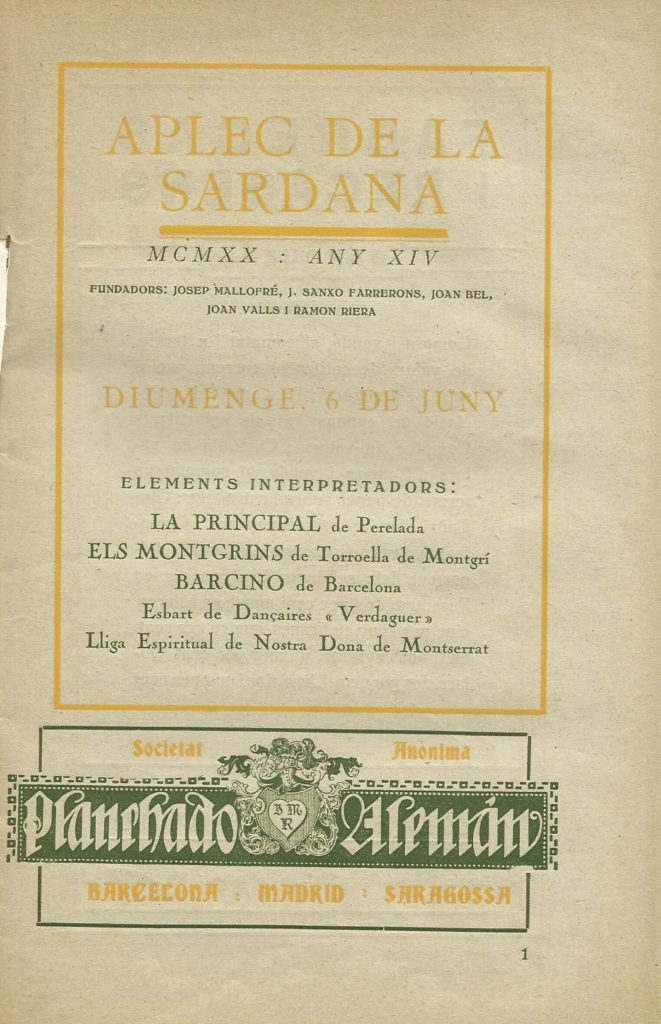 APLEC DE LA
SARDANA
MCMXX : ANY XIV
FUNDADORS: JOSEP MALLOFRÉ, J. SANXO FARRERONS, JOAN BEL,
JOAN VALLS I RAMON RIERA
DIUMENGE, 6 DE JUNY
ELEMENTS INTERPRETADORS:
LA PRINCIPAL de Perelada
ELS MONTGRINS de Torroella de Montgrí
BARCINO de Barcelona
Esbart de Dançaires « Verdaguer »
Lliga Espiritual de Nostra Dona de Montserrat
Societat Anònima
Planchado Alemán
B M
R
BARCELONA : MADRID : SARAGOSSA
1